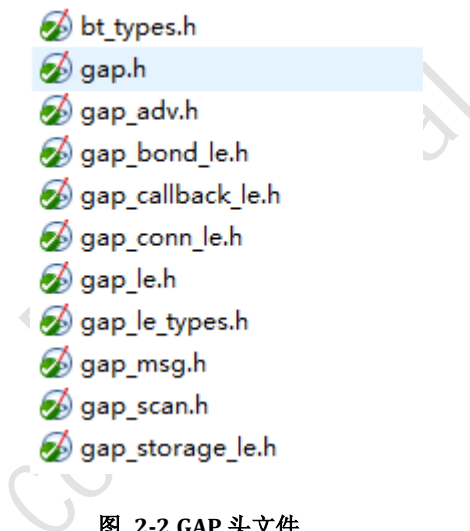 bt_types.h
gap.h
gap_adv.h
gap_bond_le.h
gap_callback_le.h
gap_conn_le.h
gap_le.h
gap_le_types.h
gap_msg.h
gap_scan.h
gap_storage_le.h
图 2-2 GAP 头文件